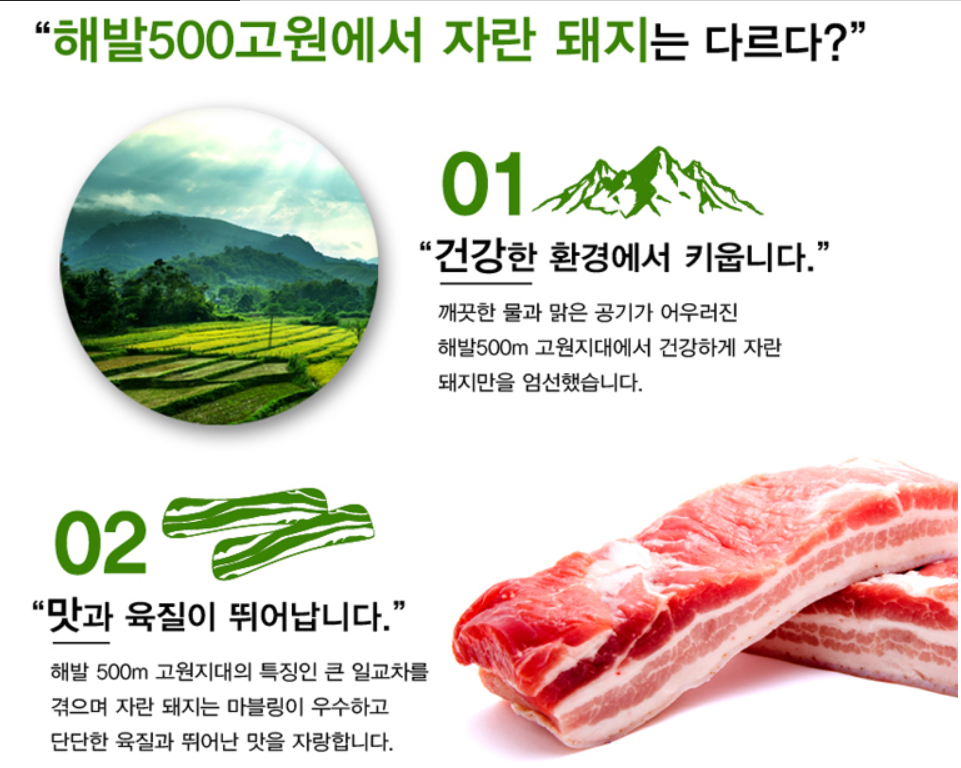 “해발500고원에서 자란 돼지는 다르다?”
01
“건강한 환경에서 키웁니다.”
깨끗한 물과 맑은 공기가 어우러진
해발500m 고원지대에서 건강하게 자란
돼지만을 엄선했습니다.
02
“맛과 육질이 뛰어납니다.”
해발 500m 고원지대의 특징인 큰 일교차를
겪으며 자란 돼지는 마블링이 우수하고
단단한 육질과 뛰어난 맛을 자랑합니다.